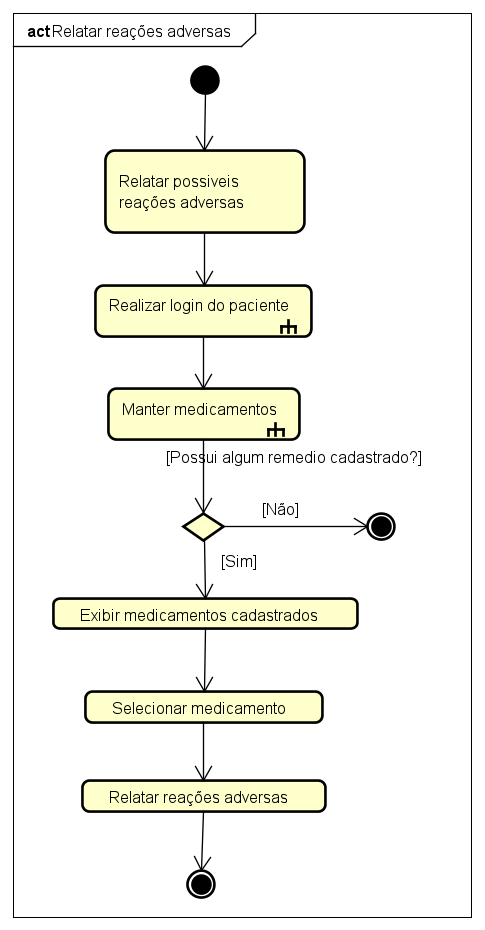 act Relatar reações adversas
Relatar possiveis
reações adversas
Realizar login do paciente
Manter medicamentos
[Possui algum remedio cadastrado?]
[Não]
[Sim]
Exibir medicamentos cadastrados
Selecionar medicamento
Relatar reações adversas